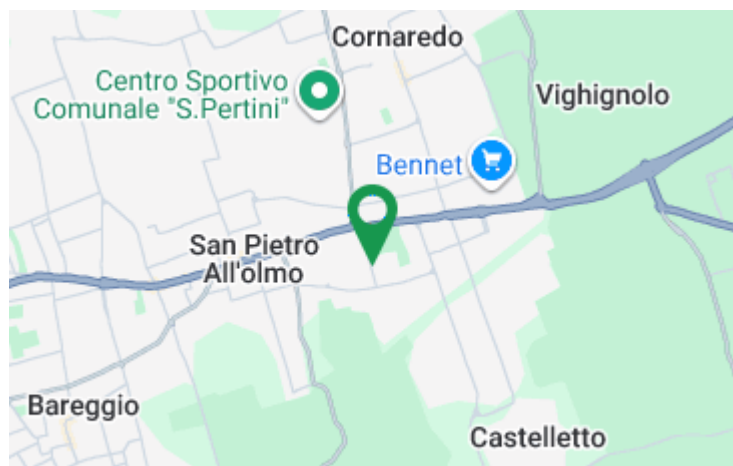 Cornaredo
Centro Sportivo
Comunale "S.Pertini"
Vighignolo
Bennet
San Pietro
All'olmo
Bareggio
Castelletto